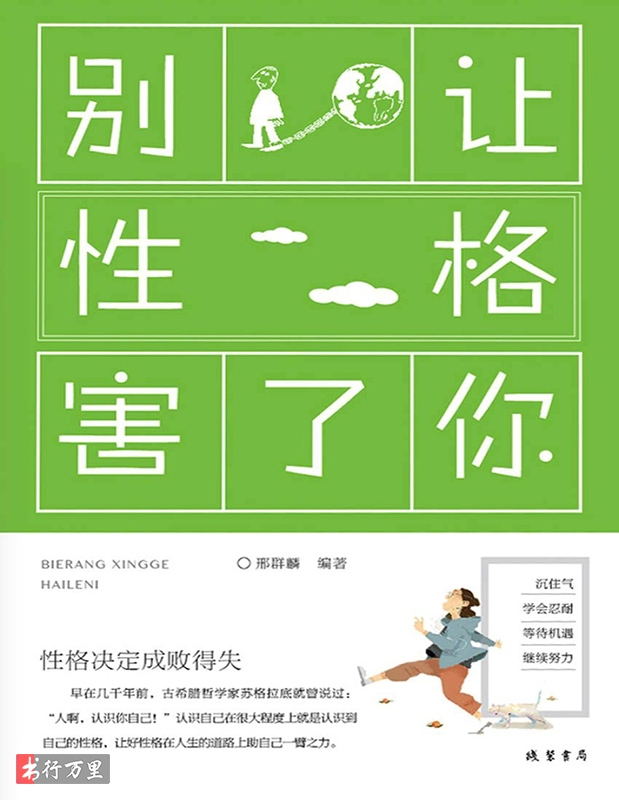 别让
性格
害了你
BIERANG XINGGE
HAILENI
邢群麟 编著
沉住气
学会忍耐
等待机遇
继续努力
性格决定成败得失
早在几千年前，古希腊哲学家苏格拉底就曾说过：
“人啊，认识你自己！”认识自己在很大程度上就是认识到
自己的性格，让好性格在人生的道路上助自己一臂之力。
线装书局
书行万里